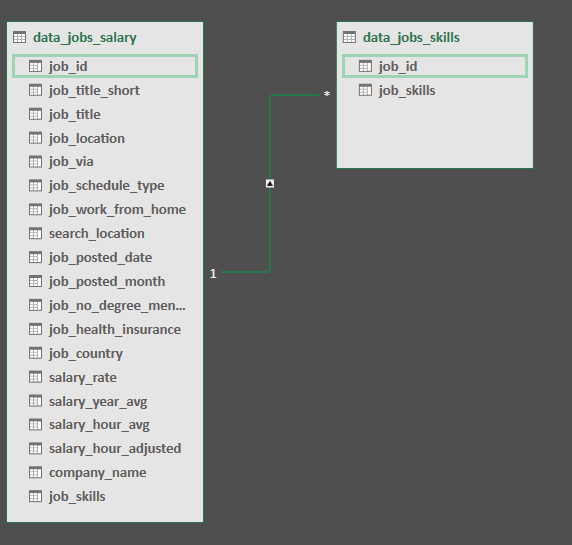 data_jobs_salary
job_id
job_title_short
job_title
job_location
job_via
job_schedule_type
job_work_from_home
search_location
job_posted_date
job_posted_month
job_no_degree_men...
job_health_insurance
job_country
salary_rate
salary_year_avg
salary_hour_avg
salary_hour_adjusted
company_name
job_skills
1
*
data_jobs_skills
job_id
job_skills